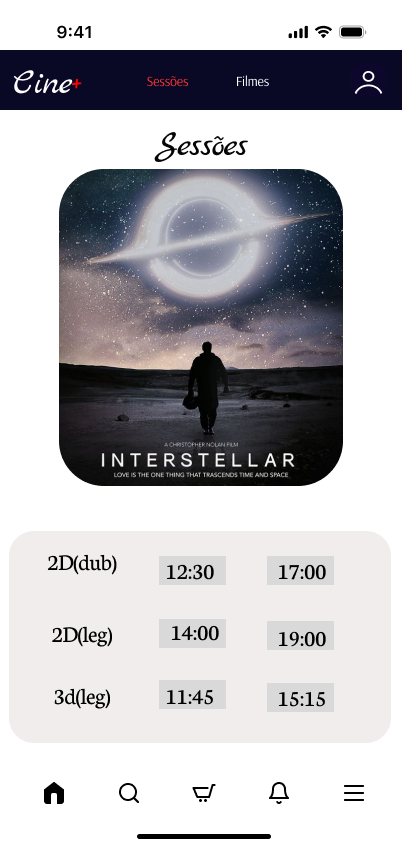 9:41
Cine+ Sessões Filmes
Sessões
A CHRISTOPHER NOLAN FILM
INTERSTELLAR
LOVE IS THE ONE THING THAT TRASCENDS TIME AND SPACE
2D(dub) 12:30 17:00
2D(leg) 14:00 19:00
3d(leg) 11:45 15:15